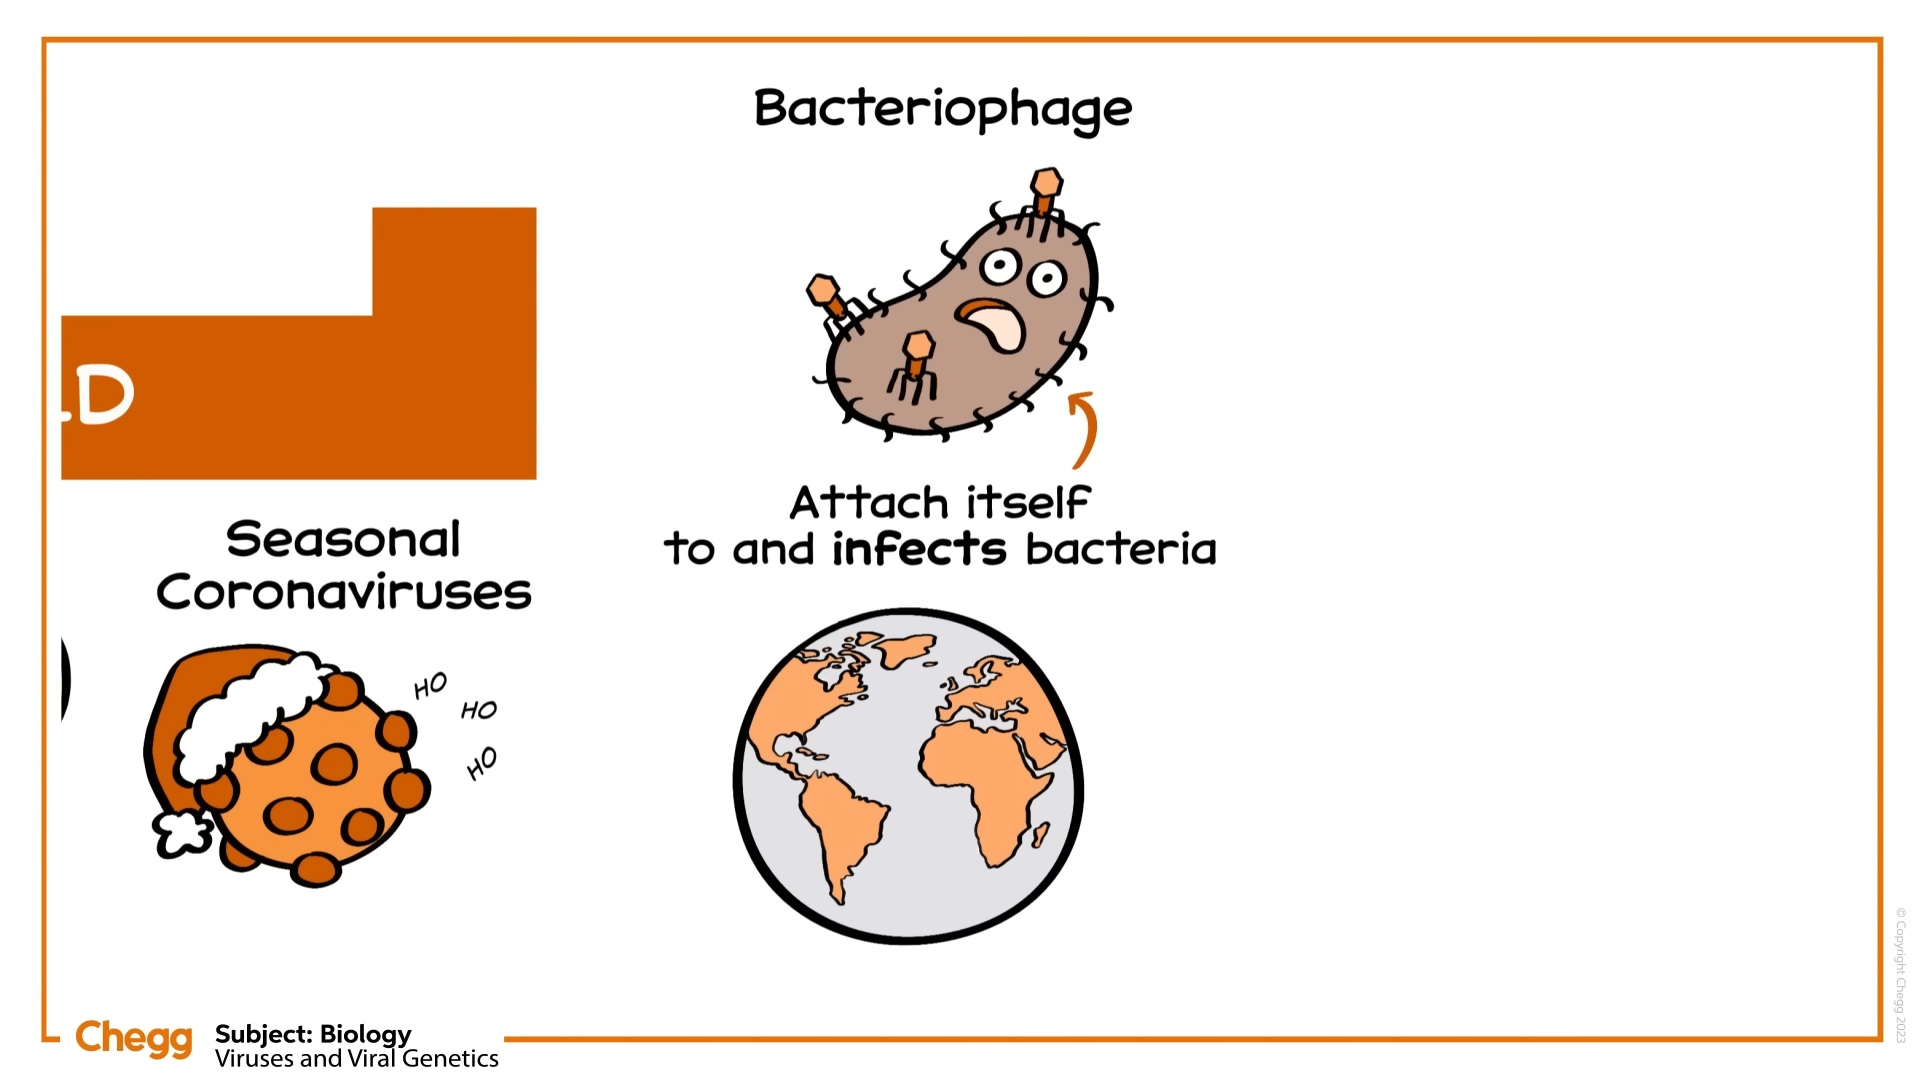 Bacteriophage
LD
Attach itself
to and infects bacteria
Seasonal
Coronaviruses
HO
HO
HO
Chegg
Subject: Biology
Viruses and Viral Genetics
© Copyright Chegg 2023